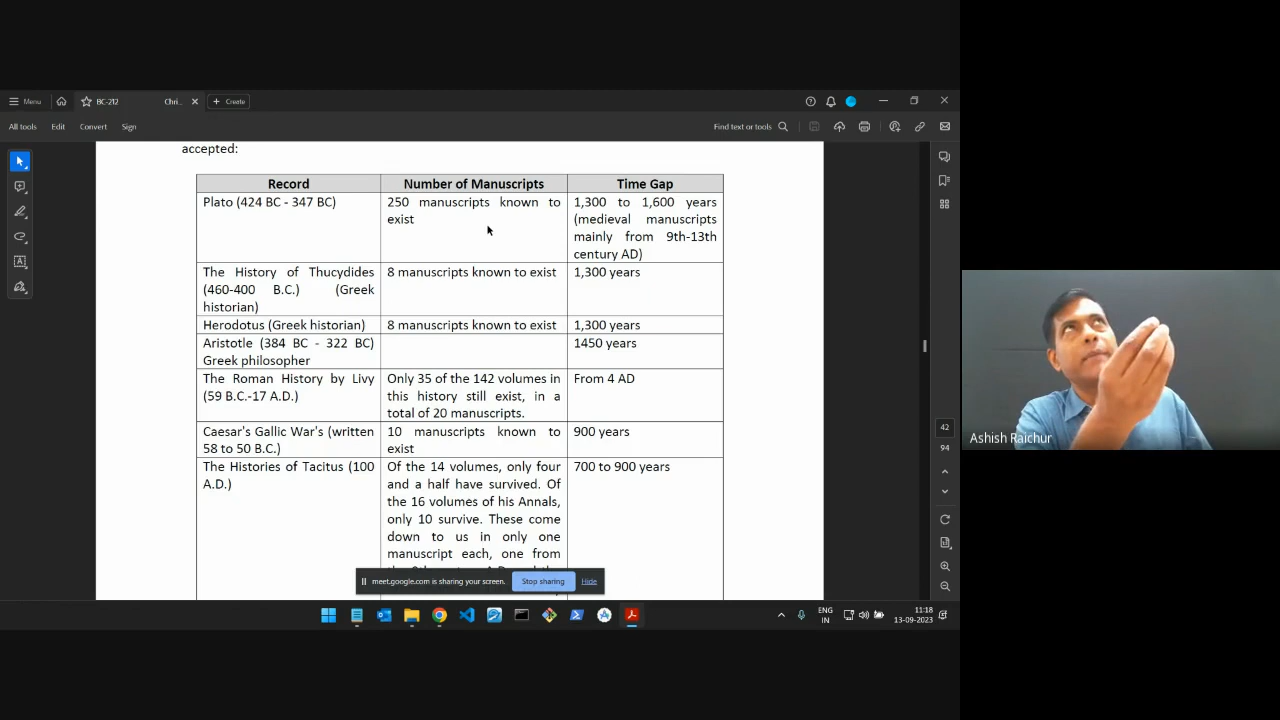 Menu
BC-212
Chri...
Create
All tools
Edit
Convert
Sign
Find text or tools
accepted:
Record
Number of Manuscripts
Time Gap
Plato (424 BC - 347 BC)
250 manuscripts known to
exist
1,300 to 1,600 years
(medieval manuscripts
mainly from 9th-13th
century AD)
The History of Thucydides
(460-400 B.C.) (Greek
historian)
8 manuscripts known to exist
1,300 years
Herodotus (Greek historian)
8 manuscripts known to exist
1,300 years
Aristotle (384 BC - 322 BC)
Greek philosopher
1450 years
The Roman History by Livy
(59 B.C.-17 A.D.)
Only 35 of the 142 volumes in
this history still exist, in a
total of 20 manuscripts.
From 4 AD
Caesar's Gallic War's (written
58 to 50 B.C.)
10 manuscripts known to
exist
900 years
The Histories of Tacitus (100
A.D.)
Of the 14 volumes, only four
and a half have survived. Of
the 16 volumes of his Annals,
only 10 survive. These come
down to us in only one
manuscript each, one from
700 to 900 years
meet.google.com is sharing your screen.
Stop sharing
Hide
42
94
ENG
IN
11:18
13-09-2023
Ashish Raichur